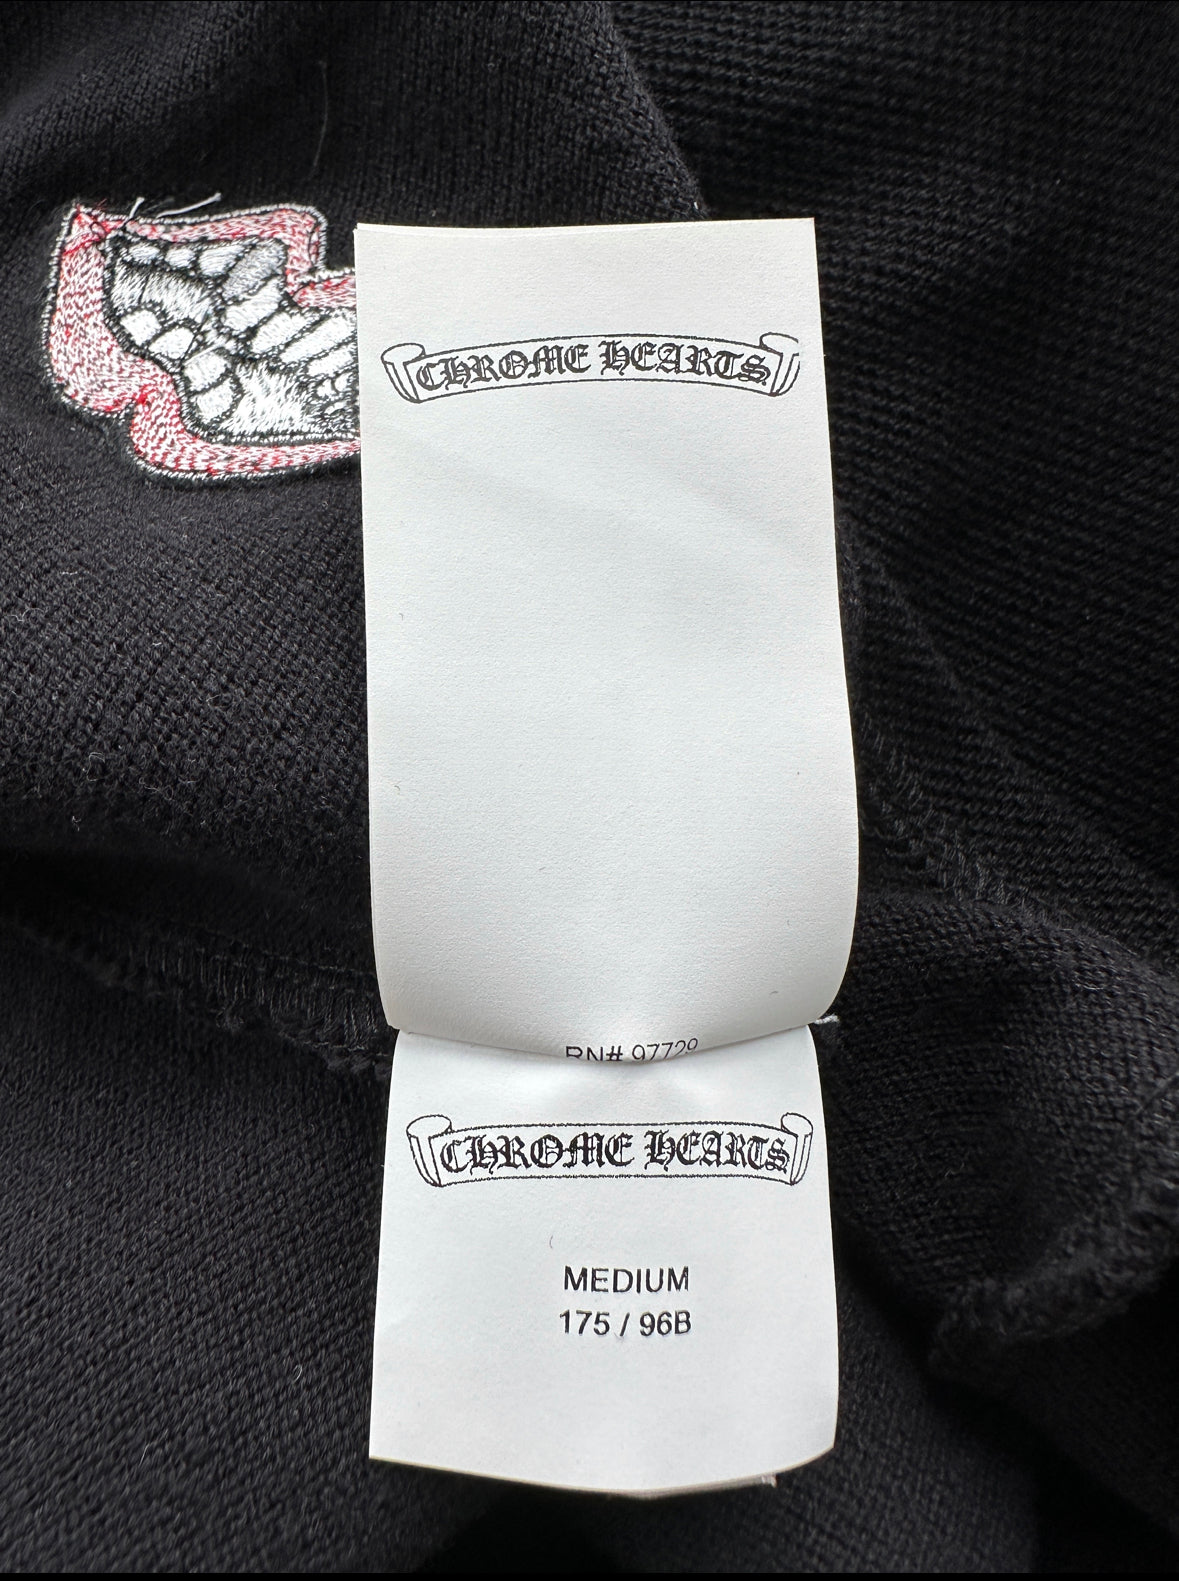 CHROME HEARTS
RN# 97729
CHROME HEARTS
MEDIUM
175 / 96B